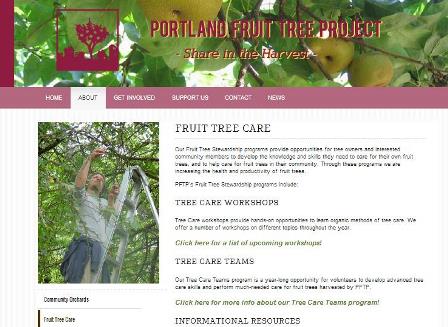 PORTLAND FRUIT TREE PROJECT
- Share in the Harvest -
HOME ABOUT GET INVOLVED SUPPORT US CONTACT NEWS
FRUIT TREE CARE
Our Fruit Tree Stewardship programs provide opportunities for tree owners and interested
community members to develop the knowledge and skills they need to care for their own fruit
trees, and to help care for fruit trees in their community. Through these programs we are
increasing the health and productivity of fruit trees.
PFTP's Fruit Tree Stewardship programs include:
TREE CARE WORKSHOPS
Tree Care workshops provide hands-on opportunities to learn organic methods of tree care. We
offer a number of workshops on different topics throughout the year.
Click here for a list of upcoming workshops!
TREE CARE TEAMS
Our Tree Care Teams program is a year-long opportunity for volunteers to develop advanced tree
care skills and perform much-needed care for fruit trees harvested by PFTP.
Click here for more info about our Tree Care Teams program!
INFORMATIONAL RESOURCES
Community Orchards
Fruit Tree Care